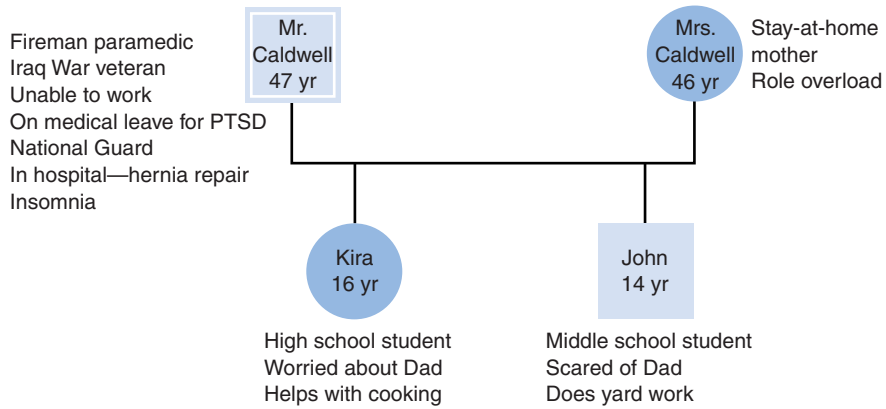 Fireman paramedic
Iraq War veteran
Unable to work
On medical leave for PTSD
National Guard
In hospital—hernia repair
Insomnia
Mr.
Caldwell
47 yr
Mrs.
Caldwell
46 yr
Stay-at-home
mother
Role overload
Kira
16 yr
High school student
Worried about Dad
Helps with cooking
John
14 yr
Middle school student
Scared of Dad
Does yard work